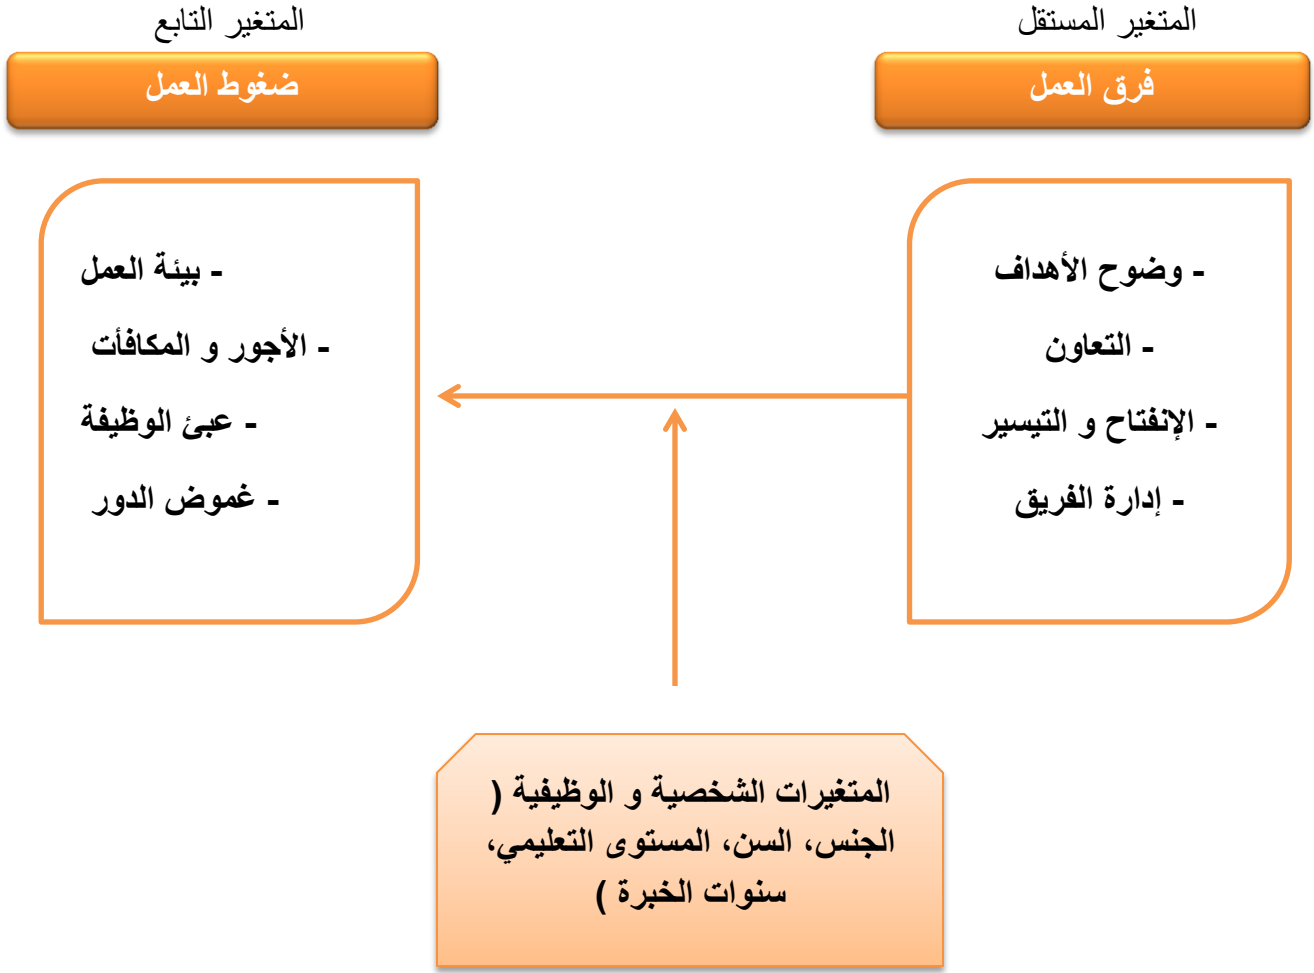 المتغير المستقل
المتغير التابع
فرق العمل
ضغوط العمل
- وضوح الأهداف
- التعاون
- الإنفتاح و التيسير
- إدارة الفريق
- بيئة العمل
- الأجور و المكافأت
- عبئ الوظيفة
- غموض الدور
المتغيرات الشخصية و الوظيفية (
الجنس، السن، المستوى التعليمي،
سنوات الخبرة )